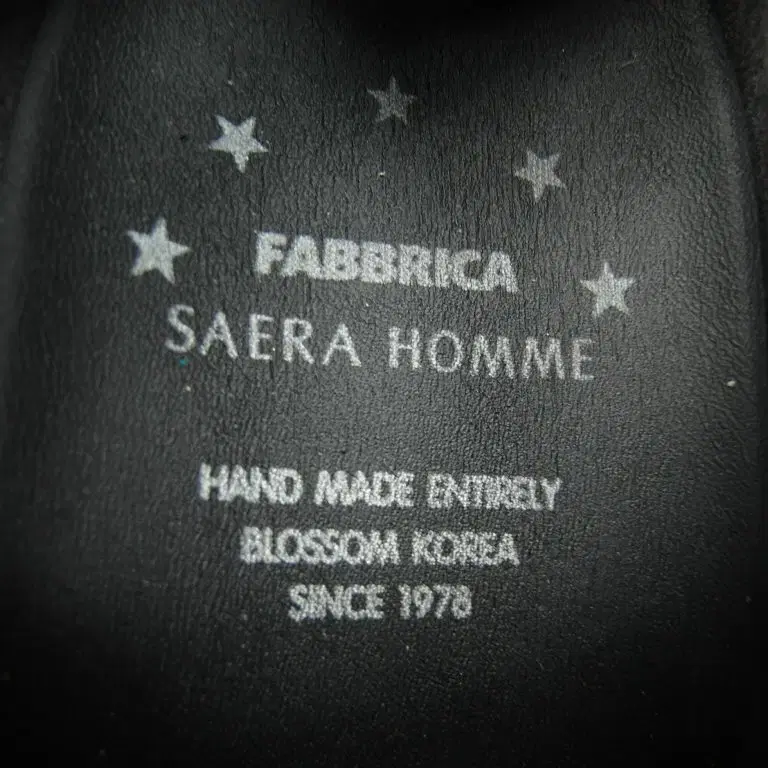 FABBRICA
SAERA HOMME
HAND MADE ENTIRELY
BLOSSOM KOREA
SINCE 1978